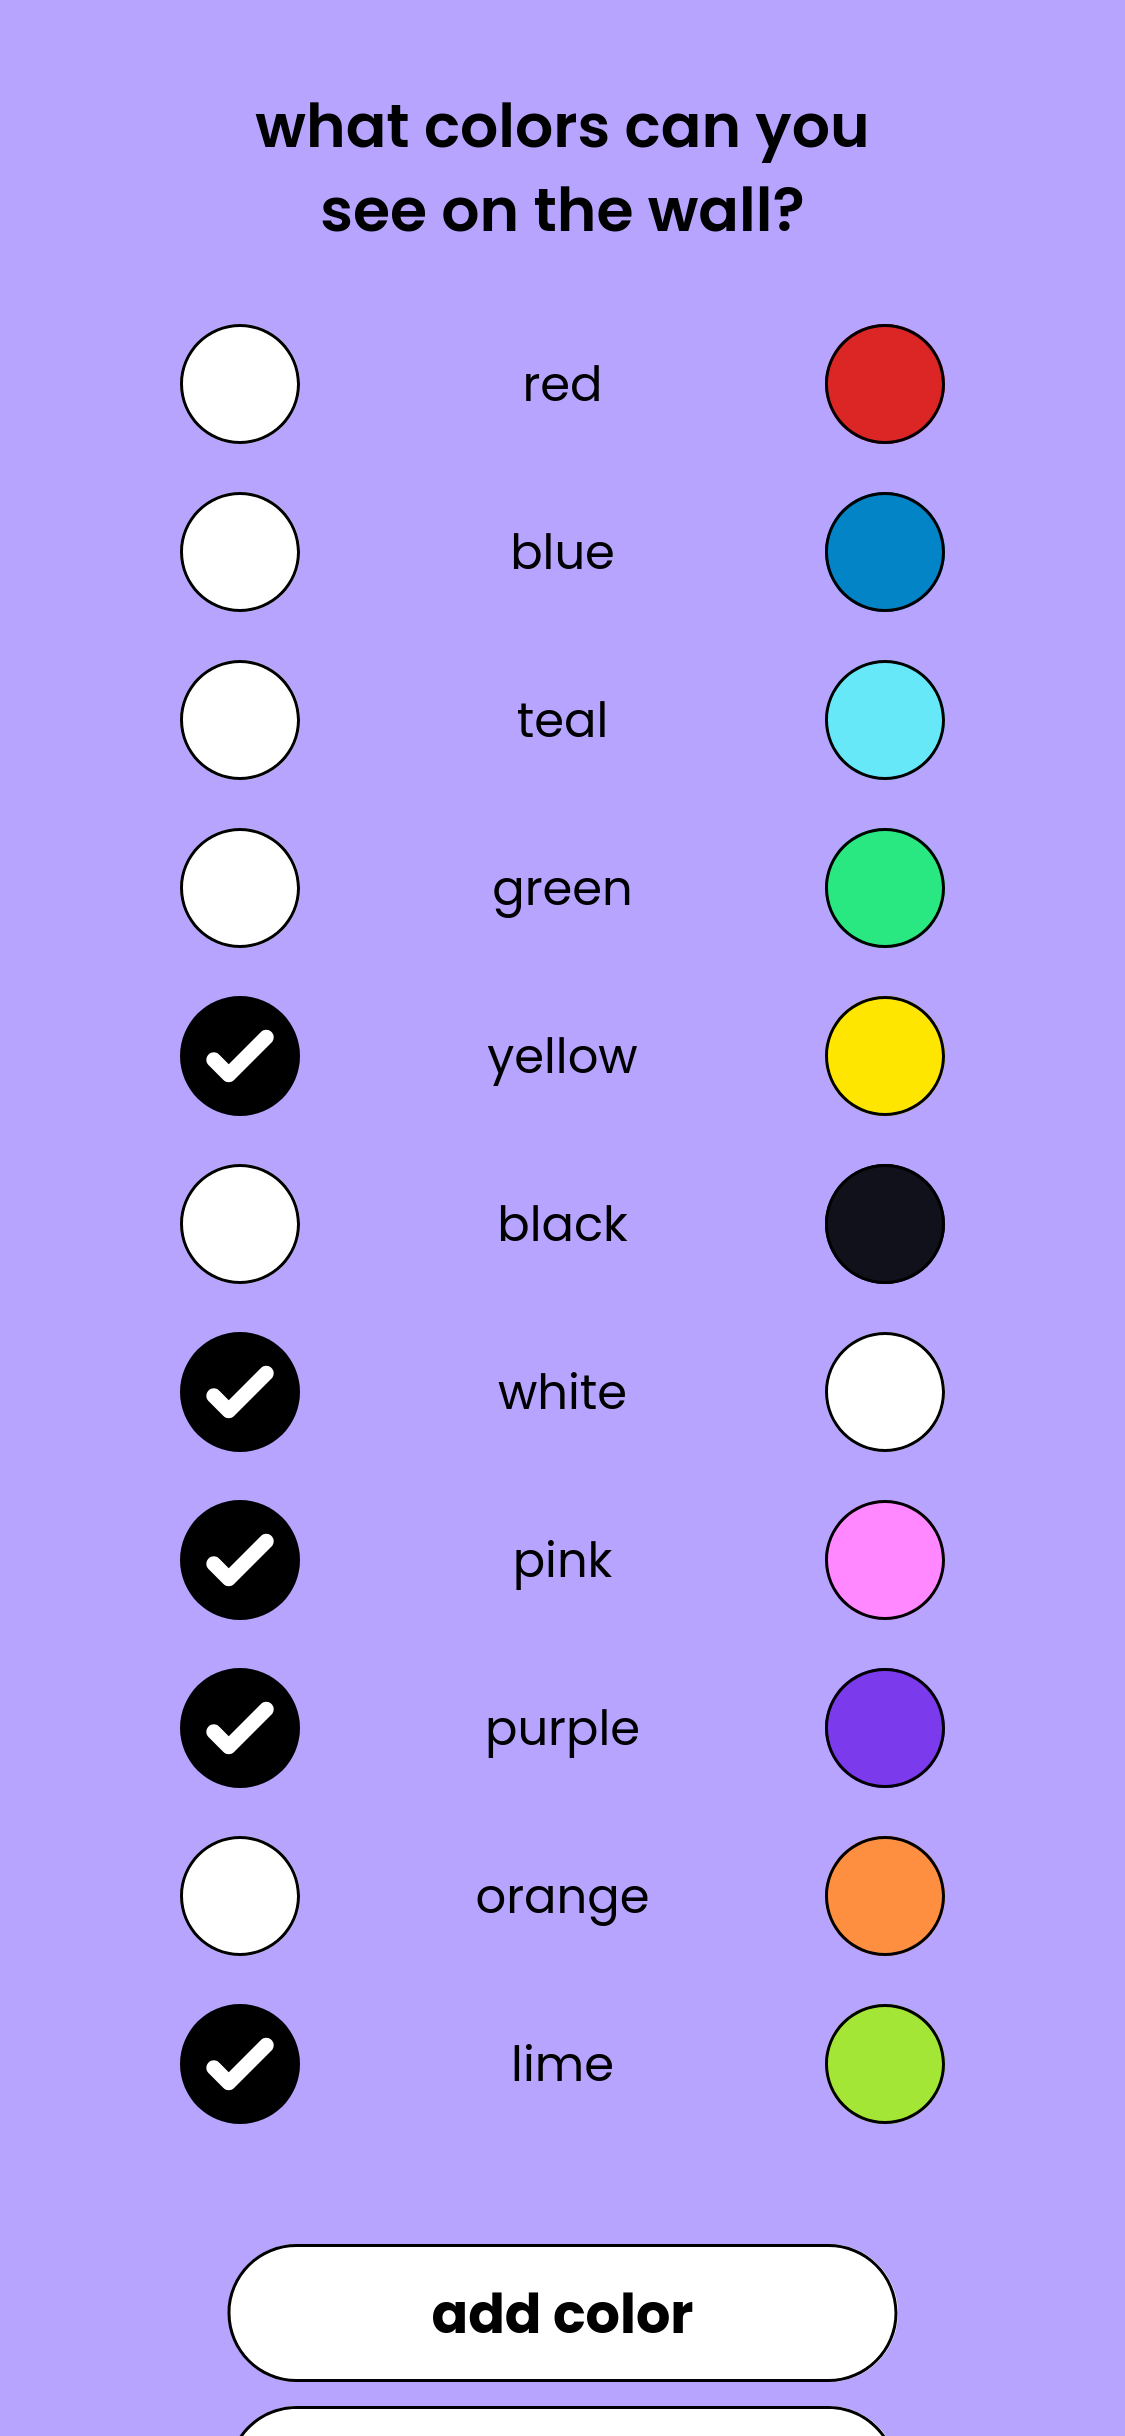 what colors can you
see on the wall?
red
blue
teal
green
yellow
black
white
pink
purple
orange
lime
add color